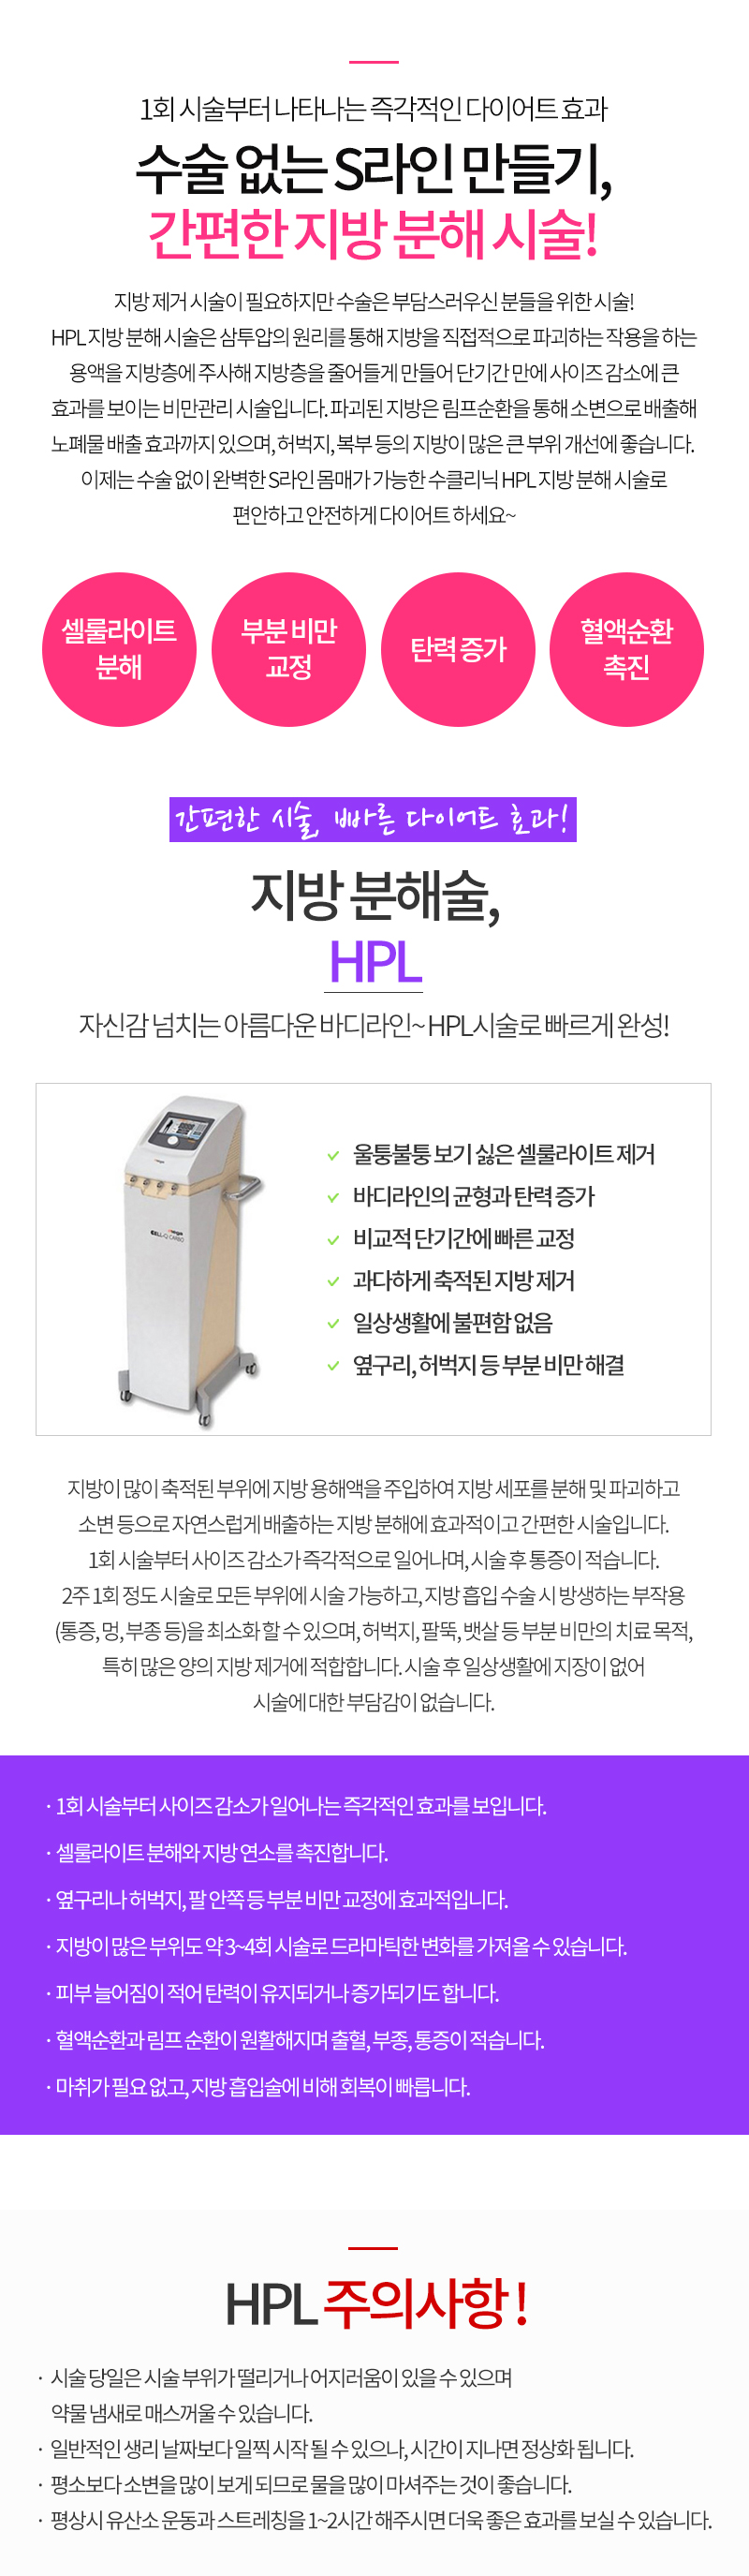 1회 시술부터 나타나는 즉각적인 다이어트 효과
수술 없는 S라인 만들기,
간편한 지방 분해 시술!
지방 제거 시술이 필요하지만 수술은 부담스러우신 분들을 위한 시술!
HPL 지방 분해 시술은 삼투압의 원리를 통해 지방을 직접적으로 파괴하는 작용을 하는
용액을 지방층에 주사해 지방층을 줄어들게 만들어 단기간 만에 사이즈 감소에 큰
효과를 보이는 비만관리 시술입니다. 파괴된 지방은 림프순환을 통해 소변으로 배출해
노폐물 배출 효과까지 있으며, 허벅지, 복부 등의 지방이 많은 큰 부위 개선에 좋습니다.
이제는 수술 없이 완벽한 S라인 몸매가 가능한 수클리닉 HPL 지방 분해 시술로
편안하고 안전하게 다이어트 하세요~
셀룰라이트
분해
부분 비만
교정
탄력 증가
혈액순환
촉진
간편한 시술, 빠른 다이어트 효과!
지방 분해술,
HPL
자신감 넘치는 아름다운 바디라인~ HPL시술로 빠르게 완성!
CELL-Q CARBO
울퉁불퉁 보기 싫은 셀룰라이트 제거
바디라인의 균형과 탄력 증가
비교적 단기간에 빠른 교정
과다하게 축적된 지방 제거
일상생활에 불편함 없음
옆구리, 허벅지 등 부분 비만 해결
지방이 많이 축적된 부위에 지방 용해액을 주입하여 지방 세포를 분해 및 파괴하고
소변 등으로 자연스럽게 배출하는 지방 분해에 효과적이고 간편한 시술입니다.
1회 시술부터 사이즈 감소가 즉각적으로 일어나며, 시술 후 통증이 적습니다.
2주 1회 정도 시술로 모든 부위에 시술 가능하고, 지방 흡입 수술 시 방생하는 부작용
(통증, 멍, 부종 등)을 최소화 할 수 있으며, 허벅지, 팔뚝, 뱃살 등 부분 비만의 치료 목적,
특히 많은 양의 지방 제거에 적합합니다. 시술 후 일상생활에 지장이 없어
시술에 대한 부담감이 없습니다.
· 1회 시술부터 사이즈 감소가 일어나는 즉각적인 효과를 보입니다.
· 셀룰라이트 분해와 지방 연소를 촉진합니다.
· 옆구리나 허벅지, 팔 안쪽 등 부분 비만 교정에 효과적입니다.
· 지방이 많은 부위도 약 3~4회 시술로 드라마틱한 변화를 가져올 수 있습니다.
· 피부 늘어짐이 적어 탄력이 유지되거나 증가되기도 합니다.
· 혈액순환과 림프 순환이 원활해지며 출혈, 부종, 통증이 적습니다.
· 마취가 필요 없고, 지방 흡입술에 비해 회복이 빠릅니다.
HPL 주의사항 !
· 시술 당일은 시술 부위가 떨리거나 어지러움이 있을 수 있으며
약물 냄새로 매스꺼울 수 있습니다.
· 일반적인 생리 날짜보다 일찍 시작 될 수 있으나, 시간이 지나면 정상화 됩니다.
· 평소보다 소변을 많이 보게 되므로 물을 많이 마셔주는 것이 좋습니다.
· 평상시 유산소 운동과 스트레칭을 1~2시간 해주시면 더욱 좋은 효과를 보실 수 있습니다.